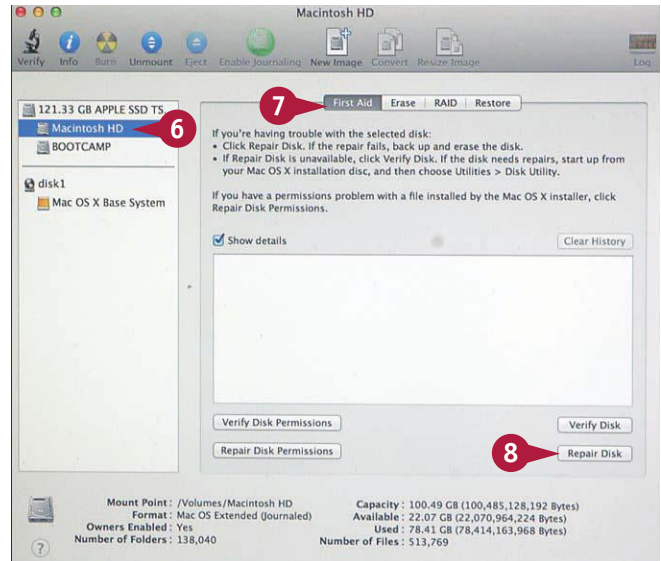 Macintosh HD
Verify Info Burn Unmount Eject Enable Journaling New Image Convert Resize Image Log
121.33 GB APPLE SSD TS...
Macintosh HD
BOOTCAMP
disk1
Mac OS X Base System
6
7
First Aid Erase RAID Restore
If you're having trouble with the selected disk:
• Click Repair Disk. If the repair fails, back up and erase the disk.
• If Repair Disk is unavailable, click Verify Disk. If the disk needs repairs, start up from
your Mac OS X installation disc, and then choose Utilities > Disk Utility.
If you have a permissions problem with a file installed by the Mac OS X installer, click
Repair Disk Permissions.
Show details Clear History
Verify Disk Permissions Verify Disk
Repair Disk Permissions 8 Repair Disk
Mount Point : /Volumes/Macintosh HD Capacity : 100.49 GB (100,485,128,192 Bytes)
Format : Mac OS Extended (Journaled) Available : 22.07 GB (22,070,964,224 Bytes)
Owners Enabled : Yes Used : 78.41 GB (78,414,163,968 Bytes)
Number of Folders : 138,040 Number of Files : 513,769
?